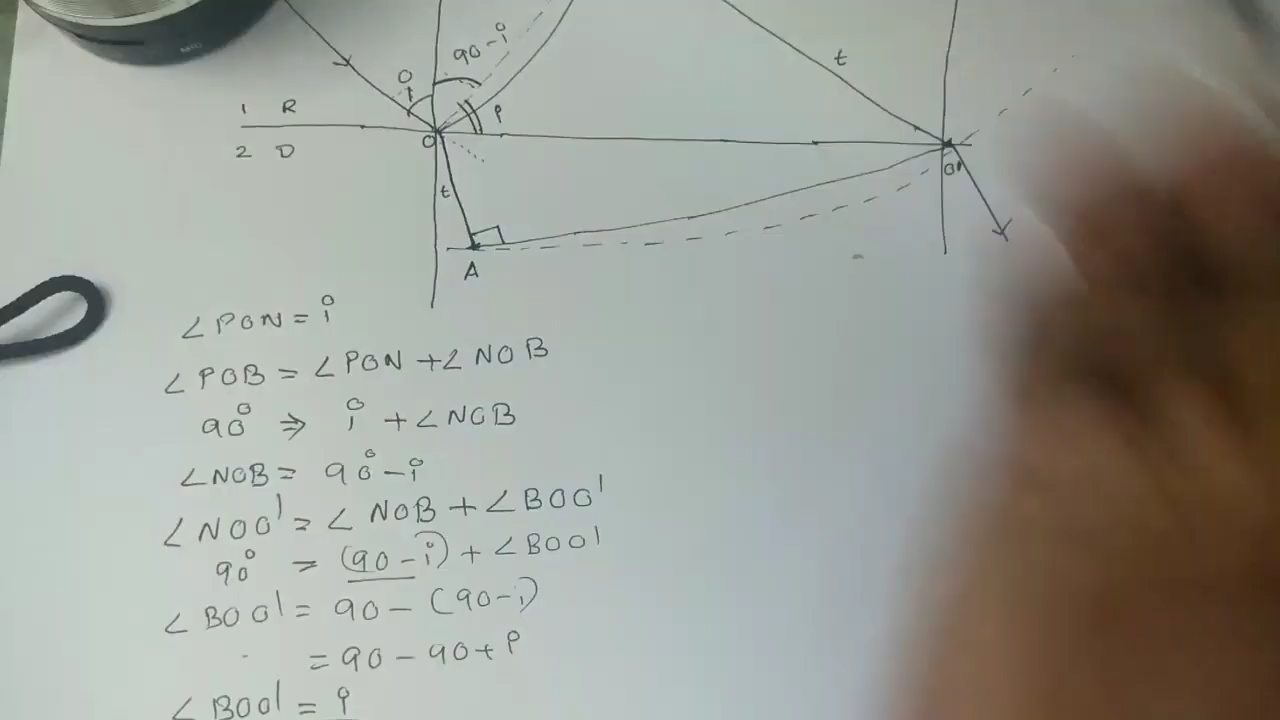 90-i
i
t
1 R
i
2 D
O
O'
t
A
∠PON = i
∠POB = ∠PON + ∠NOB
90° ⇒ i + ∠NOB
∠NOB = 90° - i
∠NOO' = ∠NOB + ∠BOO'
90° = (90 - i) + ∠BOO'
∠BOO' = 90 - (90 - i)
= 90 - 90 + i
∠BOO' = i